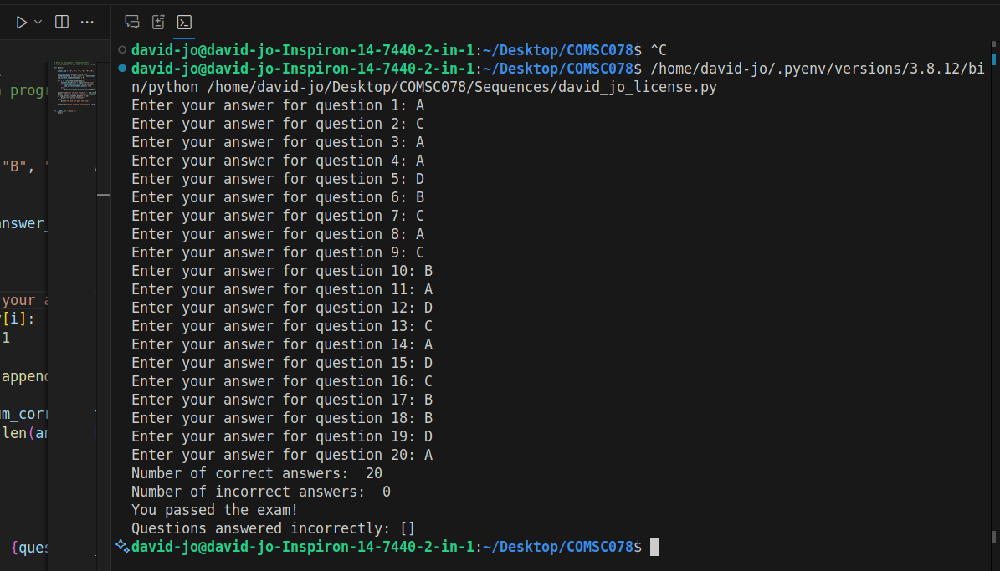 david-jo@david-jo-Inspiron-14-7440-2-in-1:~/Desktop/COMSC078$ ^C
david-jo@david-jo-Inspiron-14-7440-2-in-1:~/Desktop/COMSC078$ /home/david-jo/.pyenv/versions/3.8.12/bi
n/python /home/david-jo/Desktop/COMSC078/Sequences/david_jo_license.py
Enter your answer for question 1: A
Enter your answer for question 2: C
Enter your answer for question 3: A
Enter your answer for question 4: A
Enter your answer for question 5: D
Enter your answer for question 6: B
Enter your answer for question 7: C
Enter your answer for question 8: A
Enter your answer for question 9: C
Enter your answer for question 10: B
Enter your answer for question 11: A
Enter your answer for question 12: D
Enter your answer for question 13: C
Enter your answer for question 14: A
Enter your answer for question 15: D
Enter your answer for question 16: C
Enter your answer for question 17: B
Enter your answer for question 18: B
Enter your answer for question 19: D
Enter your answer for question 20: A
Number of correct answers:  20
Number of incorrect answers:  0
You passed the exam!
Questions answered incorrectly: []
david-jo@david-jo-Inspiron-14-7440-2-in-1:~/Desktop/COMSC078$
progr
"B", "
nswer_
your a
[i]:
1
append
m_corr
len(an
{ques